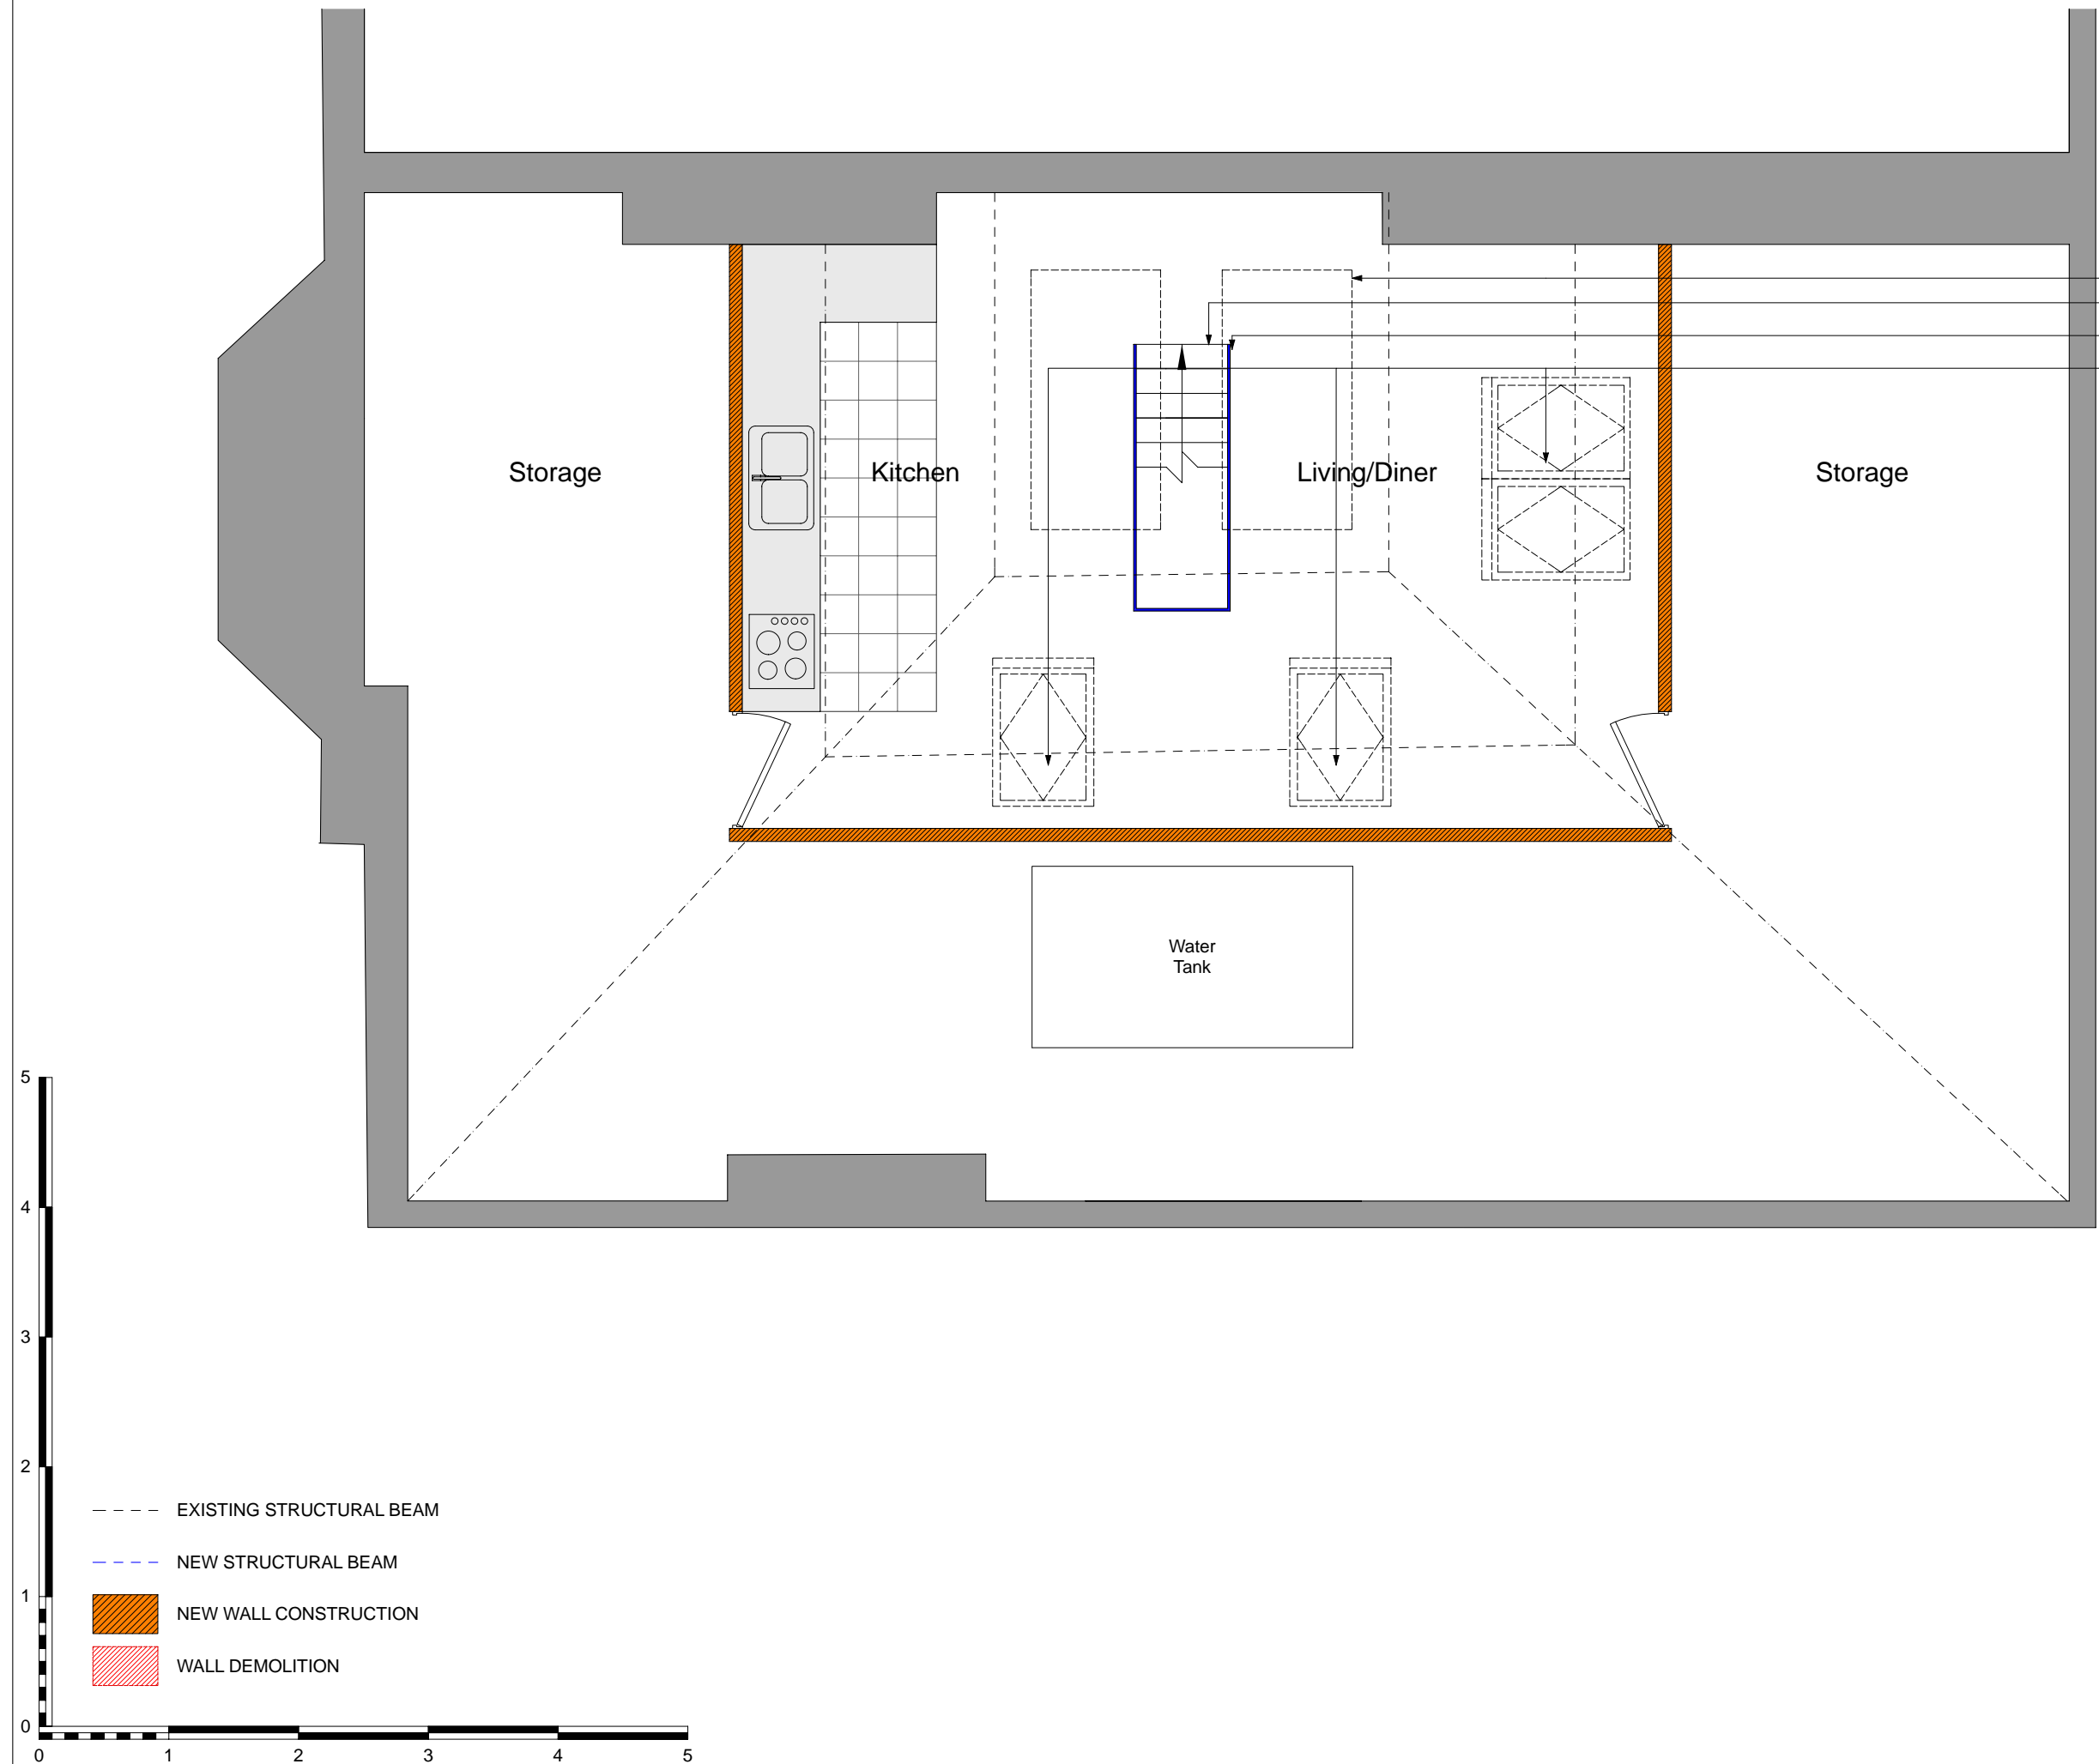 Storage
Kitchen
Living/Diner
Storage
Water
Tank
5
4
3
2
1
0
EXISTING STRUCTURAL BEAM
NEW STRUCTURAL BEAM
NEW WALL CONSTRUCTION
WALL DEMOLITION
0 1 2 3 4 5